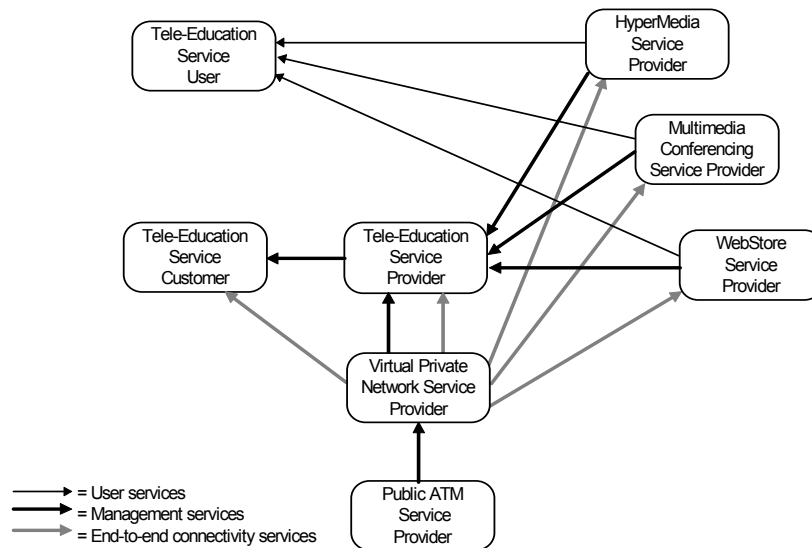 Tele-Education
Service
User
HyperMedia
Service
Provider
Multimedia
Conferencing
Service Provider
Tele-Education
Service
Customer
Tele-Education
Service
Provider
WebStore
Service
Provider
Virtual Private
Network Service
Provider
Public ATM
Service
Provider
= User services
= Management services
= End-to-end connectivity services